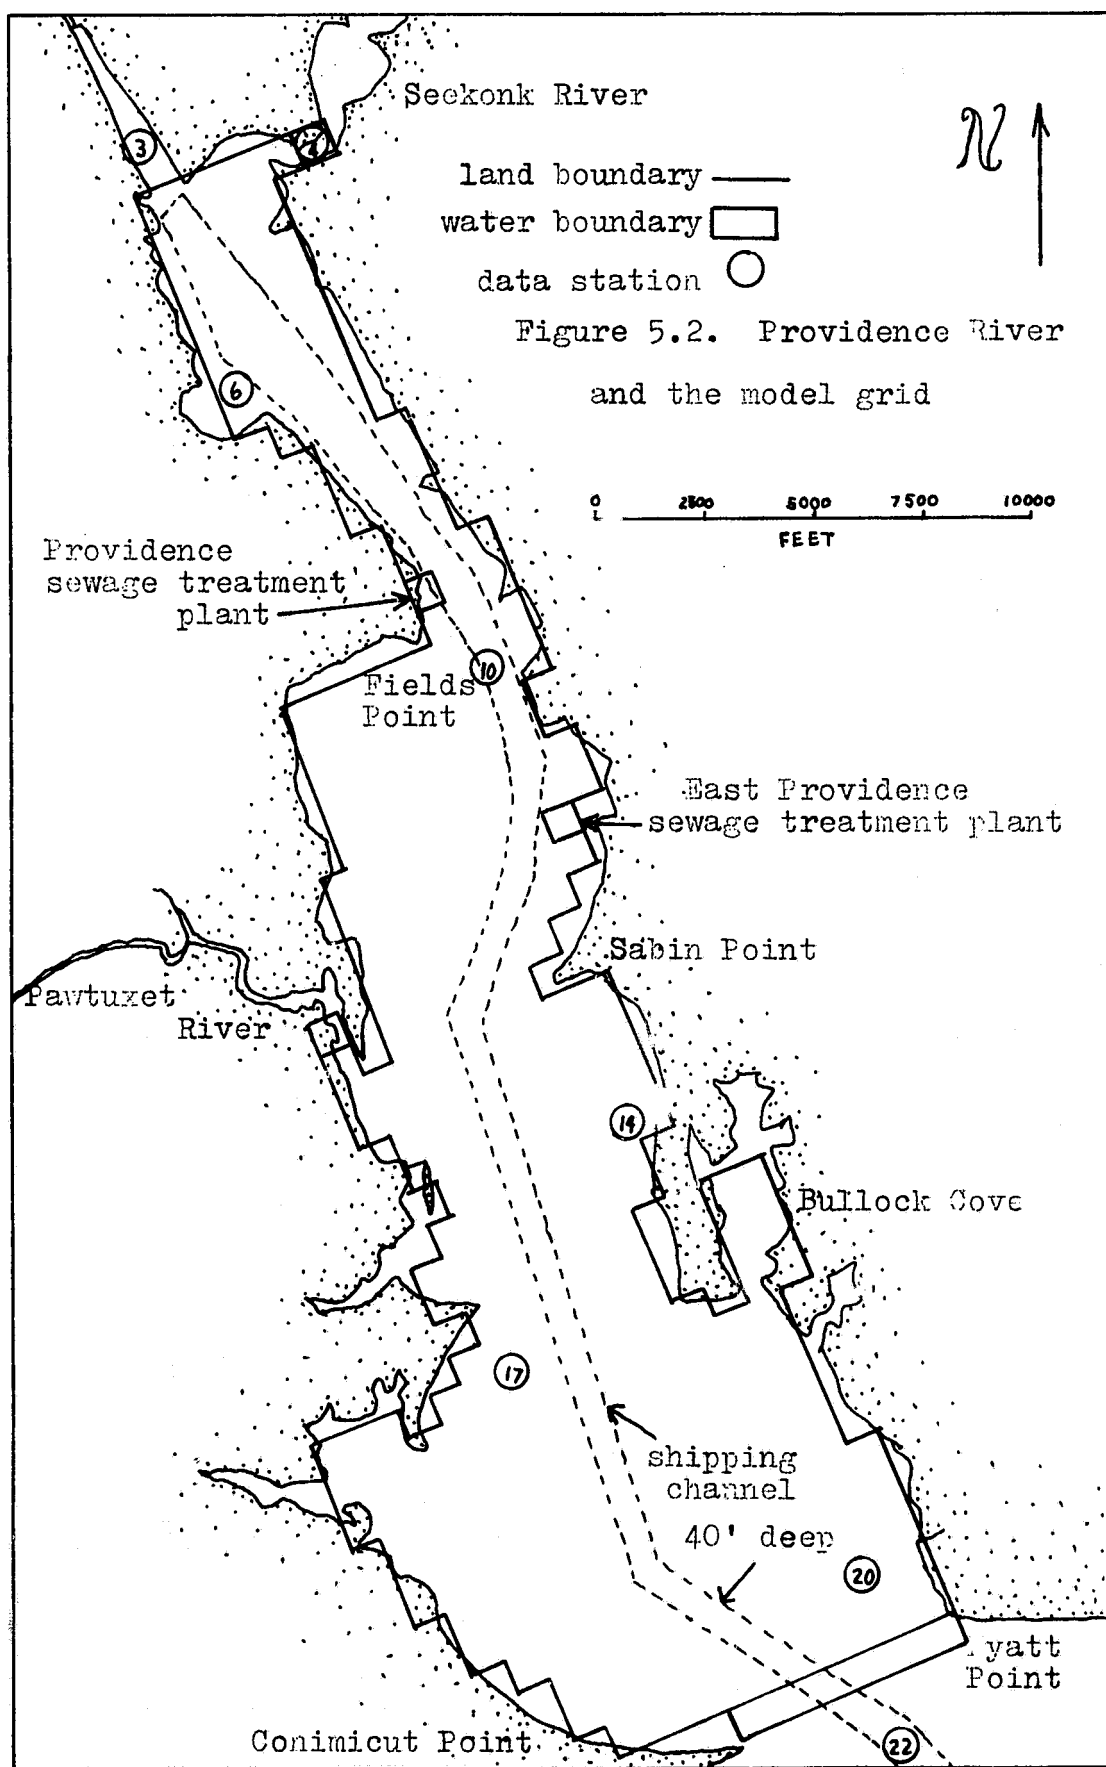 Seekonk River
N
land boundary
water boundary
data station
Figure 5.2. Providence River
and the model grid
0 2500 5000 7500 10000
FEET
3
6
Providence
sewage treatment
plant
10
Fields
Point
East Providence
sewage treatment plant
Sabin Point
Pawtuxet
River
Bullock Cove
17
shipping
channel
40' deep
20
yatt
Point
Conimicut Point
22